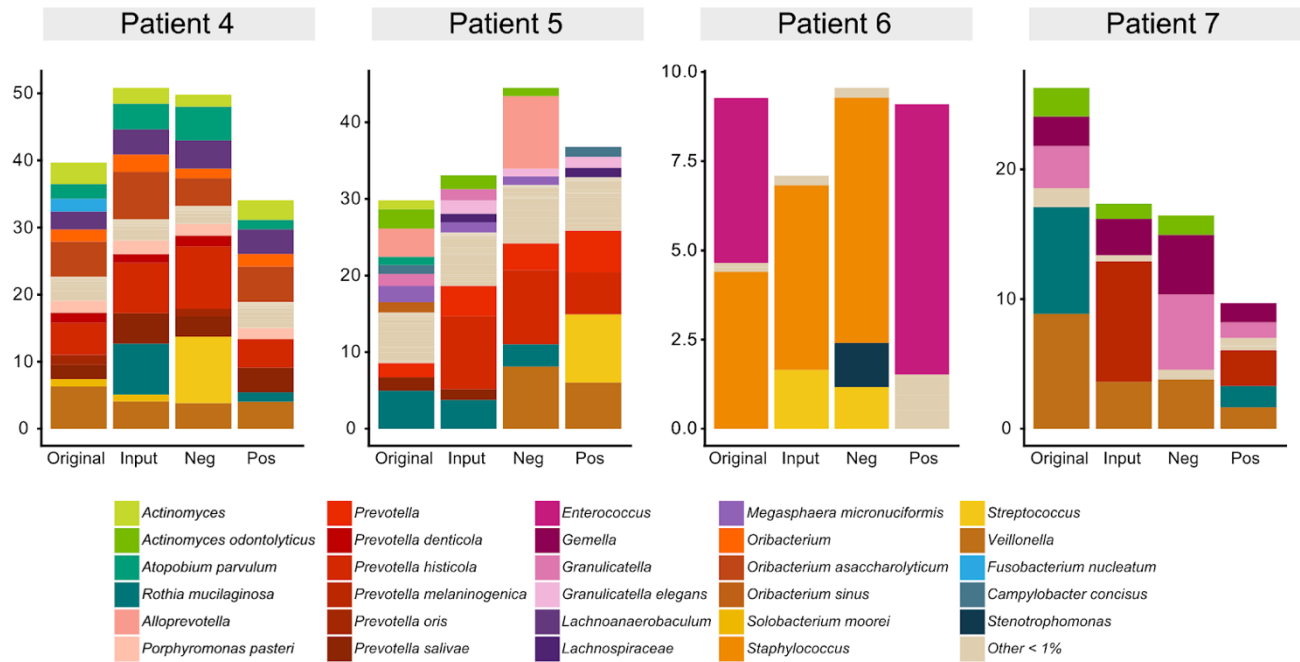 Patient 4
Patient 5
Patient 6
Patient 7
50
40
30
20
10
0
Original Input Neg Pos
40
30
20
10
0
Original Input Neg Pos
10.0
7.5
5.0
2.5
0.0
Original Input Neg Pos
20
10
0
Original Input Neg Pos
Actinomyces
Actinomyces odontolyticus
Atopobium parvulum
Rothia mucilaginosa
Alloprevotella
Porphyromonas pasteri
Prevotella
Prevotella denticola
Prevotella histicola
Prevotella melaninogenica
Prevotella oris
Prevotella salivae
Enterococcus
Gemella
Granulicatella
Granulicatella elegans
Lachnoanaerobaculum
Lachnospiraceae
Megasphaera micronuciformis
Oribacterium
Oribacterium asaccharolyticum
Oribacterium sinus
Solobacterium moorei
Staphylococcus
Streptococcus
Veillonella
Fusobacterium nucleatum
Campylobacter concisus
Stenotrophomonas
Other < 1%